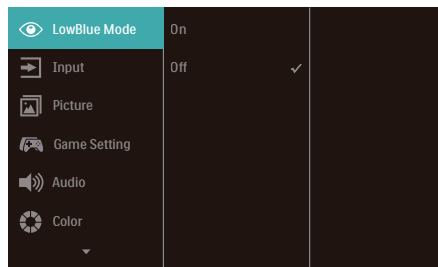 LowBlue Mode
On
Input
Off
Picture
Game Setting
Audio
Color